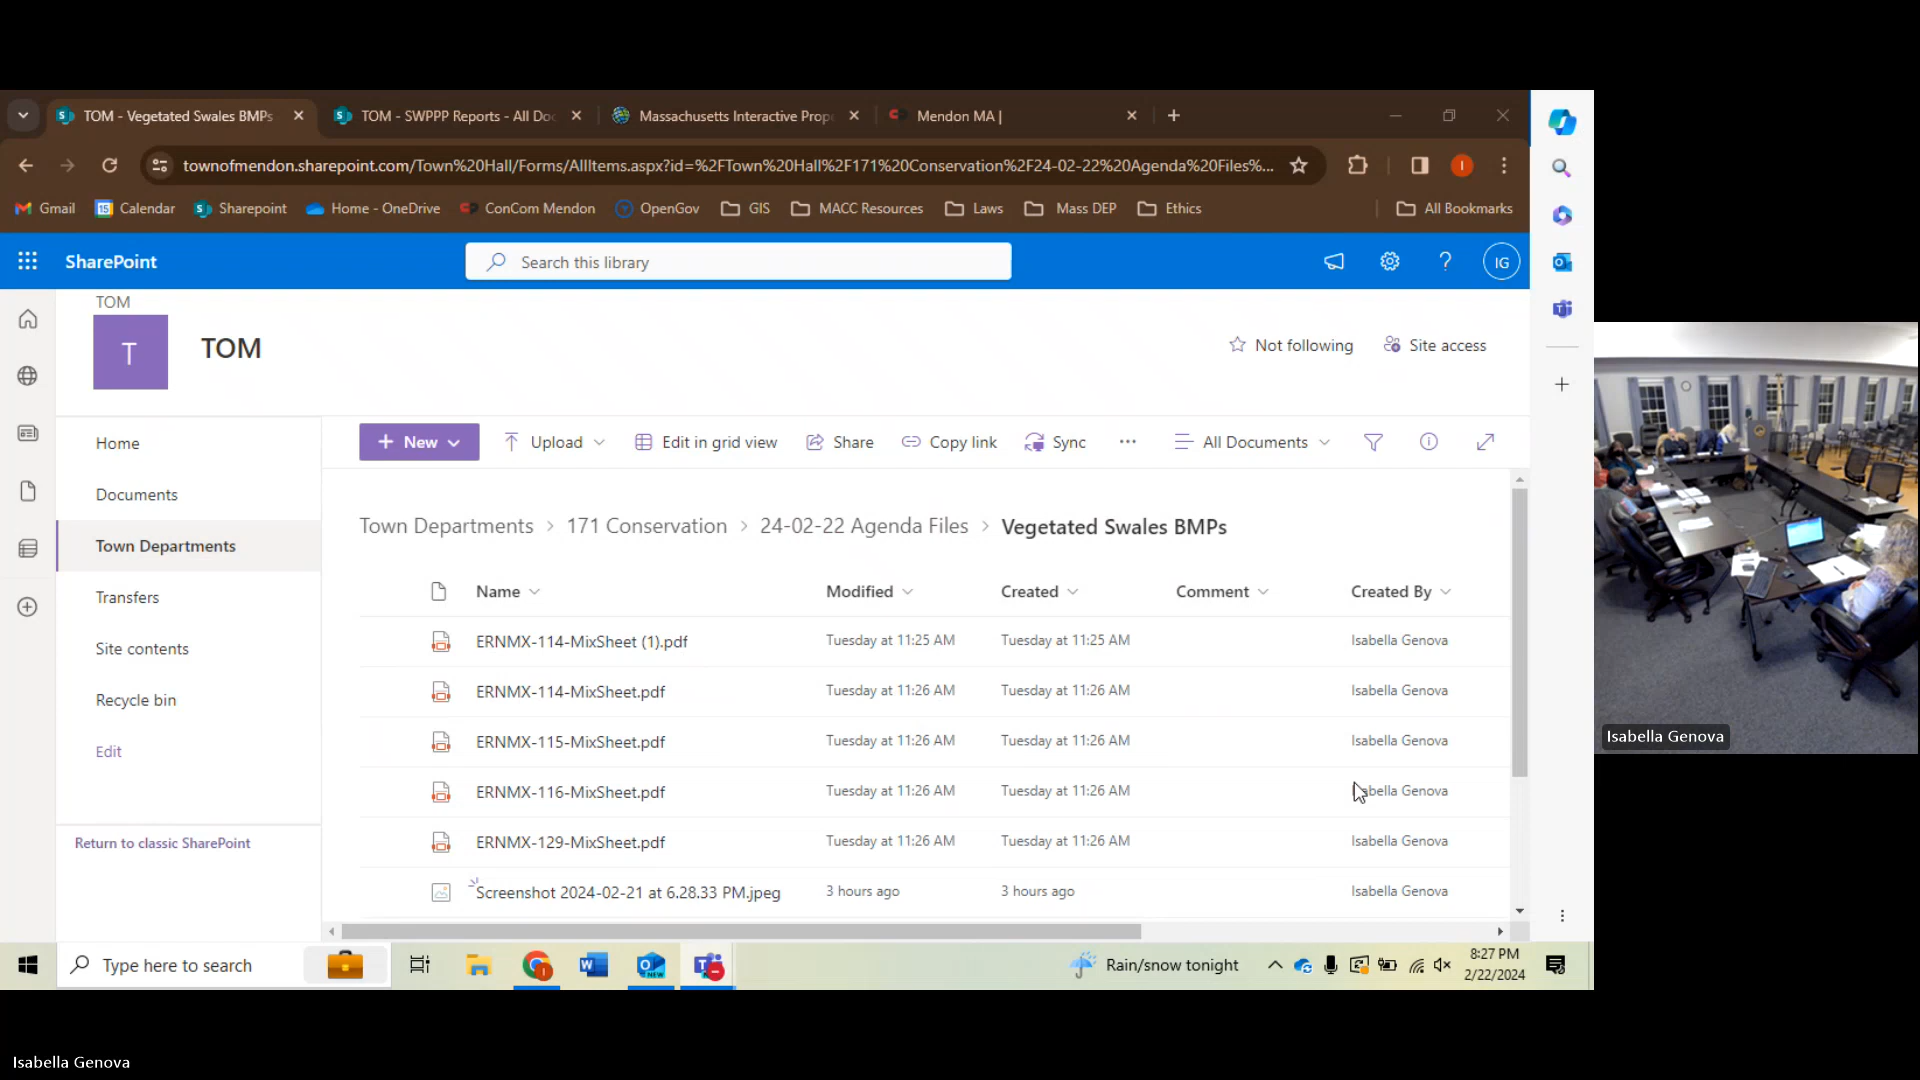 TOM - Vegetated Swales BMPs
TOM - SWPPP Reports - All Do
Massachusetts Interactive Prop
Mendon MA |
townofmendon.sharepoint.com/Town%20Hall/Forms/AllItems.aspx?id=%2FTown%20Hall%2F171%20Conservation%2F24-02-22%20Agenda%20Files%...
I
Gmail
15
Calendar
Sharepoint
Home - OneDrive
ConCom Mendon
OpenGov
GIS
MACC Resources
Laws
Mass DEP
Ethics
All Bookmarks
SharePoint
Search this library
IG
TOM
T
TOM
Not following
Site access
Home
Documents
Town Departments
Transfers
Site contents
Recycle bin
Edit
Return to classic SharePoint
+ New
Upload
Edit in grid view
Share
Copy link
Sync
...
All Documents
Town Departments > 171 Conservation > 24-02-22 Agenda Files > Vegetated Swales BMPs
Name Modified Created Comment Created By
ERNMX-114-MixSheet (1).pdf Tuesday at 11:25 AM Tuesday at 11:25 AM Isabella Genova
ERNMX-114-MixSheet.pdf Tuesday at 11:26 AM Tuesday at 11:26 AM Isabella Genova
ERNMX-115-MixSheet.pdf Tuesday at 11:26 AM Tuesday at 11:26 AM Isabella Genova
ERNMX-116-MixSheet.pdf Tuesday at 11:26 AM Tuesday at 11:26 AM Isabella Genova
ERNMX-129-MixSheet.pdf Tuesday at 11:26 AM Tuesday at 11:26 AM Isabella Genova
Screenshot 2024-02-21 at 6.28.33 PM.jpeg 3 hours ago 3 hours ago Isabella Genova
Type here to search
Rain/snow tonight
8:27 PM
2/22/2024
Isabella Genova
Isabella Genova